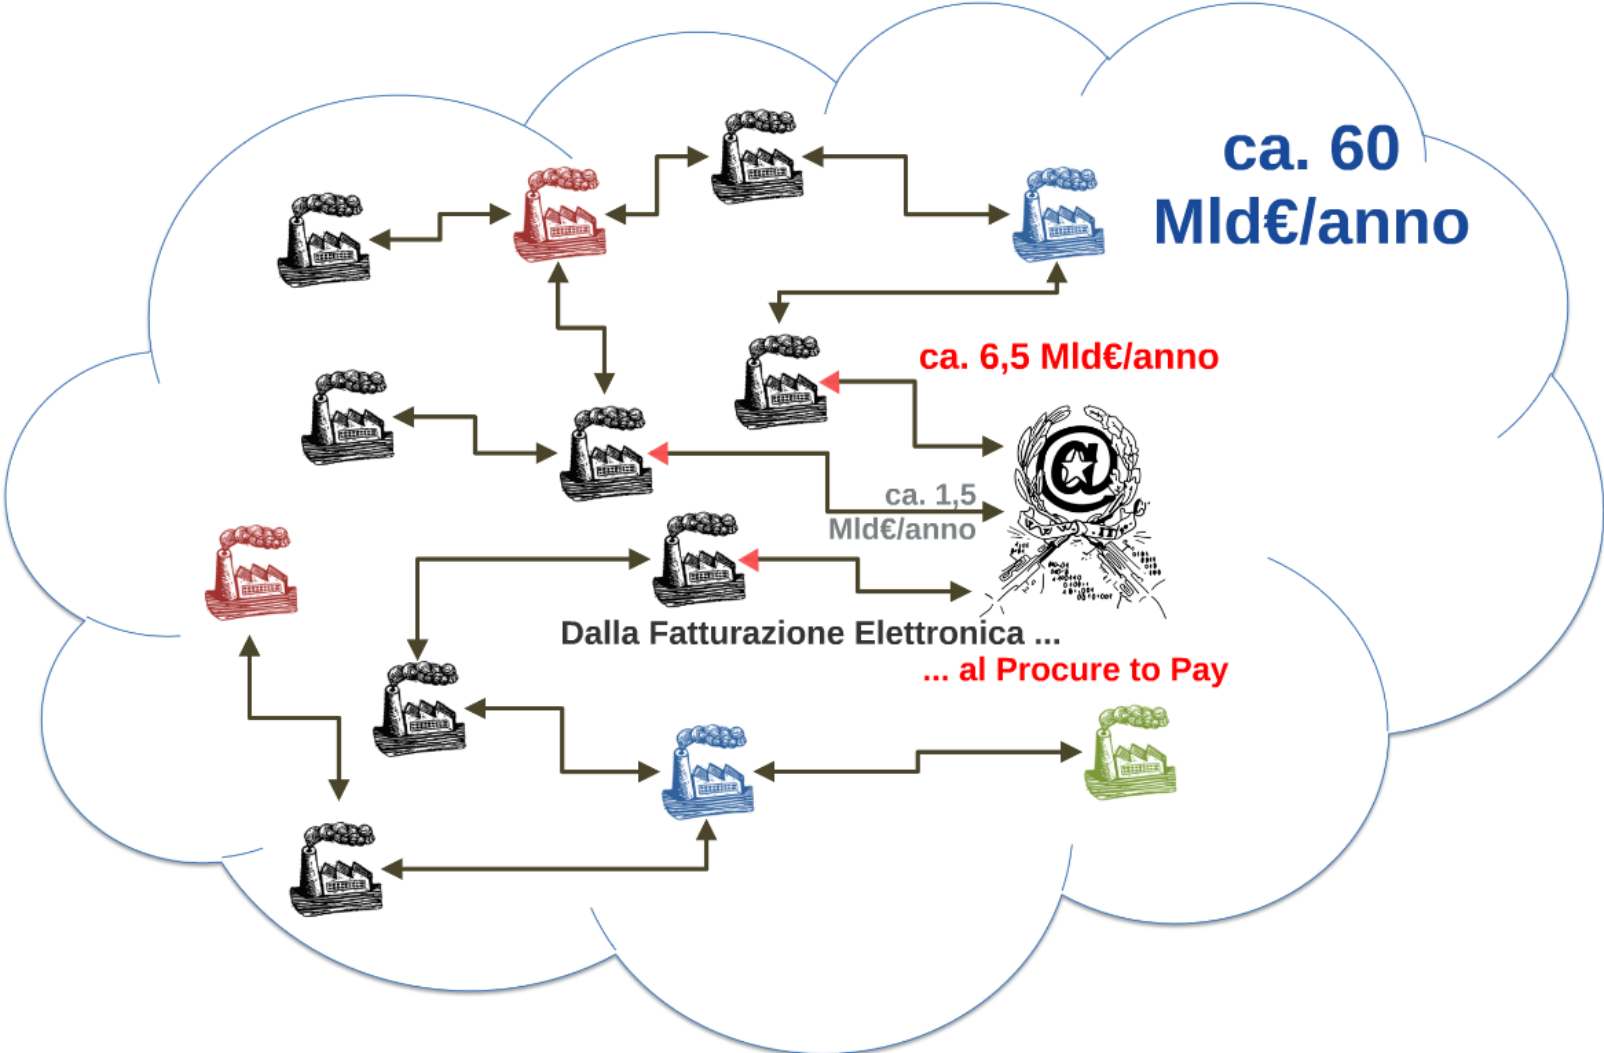 ca. 60
Mld€/anno
ca. 6,5 Mld€/anno
ca. 1,5
Mld€/anno
Dalla Fatturazione Elettronica ...
... al Procure to Pay